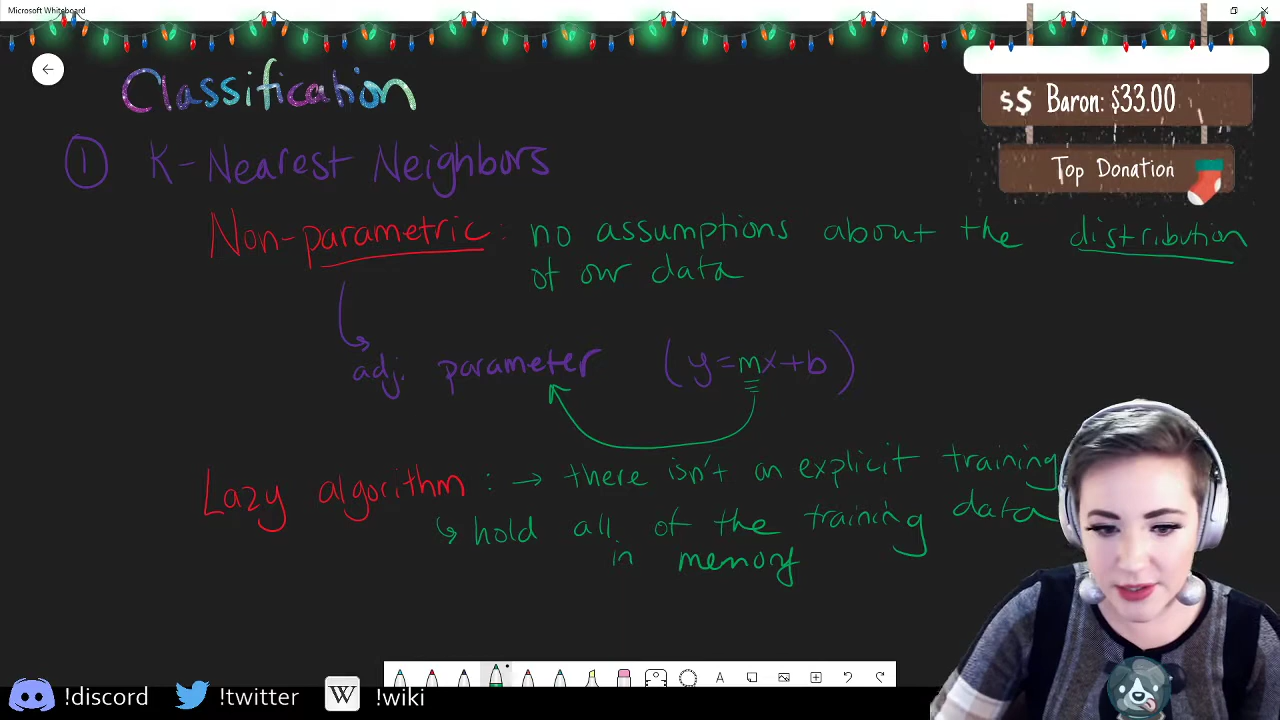 Microsoft Whiteboard
Classification
$$ Baron: $33.00
Top Donation
1 K-Nearest Neighbors
Non-parametric: no assumptions about the distribution
of our data
adj. parameter (y=mx+b)
Lazy algorithm: → there isn't an explicit training
hold all of the training data
in memory
!discord !twitter W !wiki